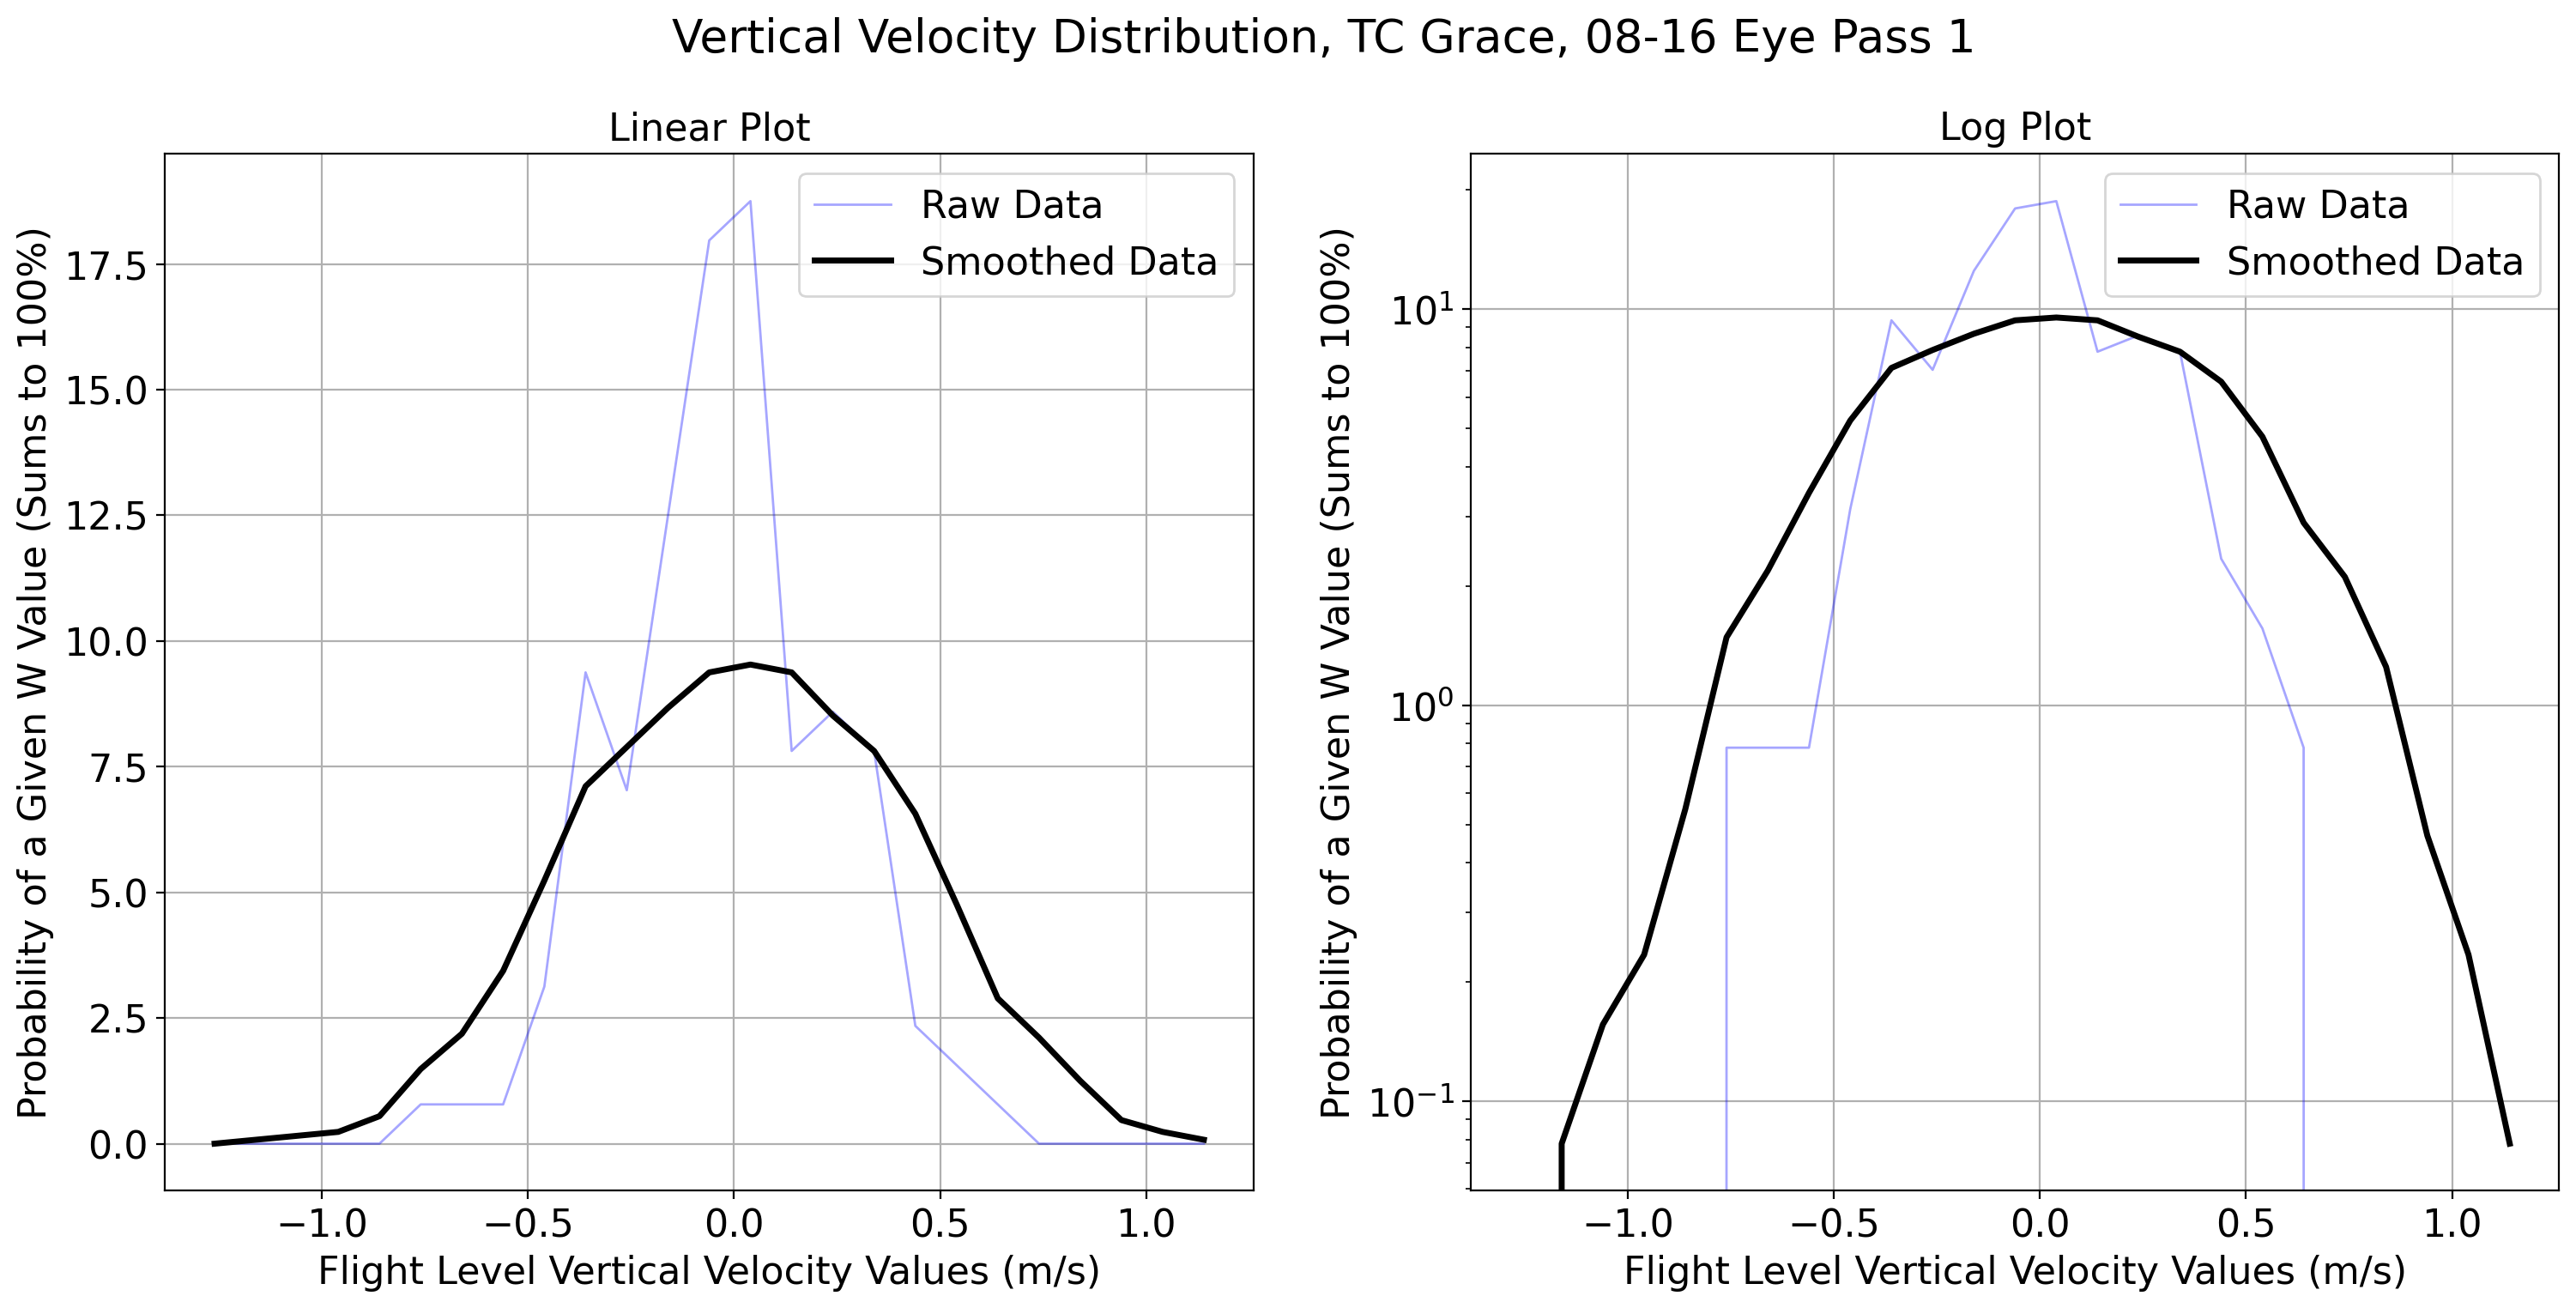 Vertical Velocity Distribution, TC Grace, 08-16 Eye Pass 1
Linear Plot
Raw Data
Smoothed Data
Probability of a Given W Value (Sums to 100%)
17.5
15.0
12.5
10.0
7.5
5.0
2.5
0.0
−1.0 −0.5 0.0 0.5 1.0
Flight Level Vertical Velocity Values (m/s)
Log Plot
Raw Data
Smoothed Data
Probability of a Given W Value (Sums to 100%)
10¹
10⁰
10⁻¹
−1.0 −0.5 0.0 0.5 1.0
Flight Level Vertical Velocity Values (m/s)